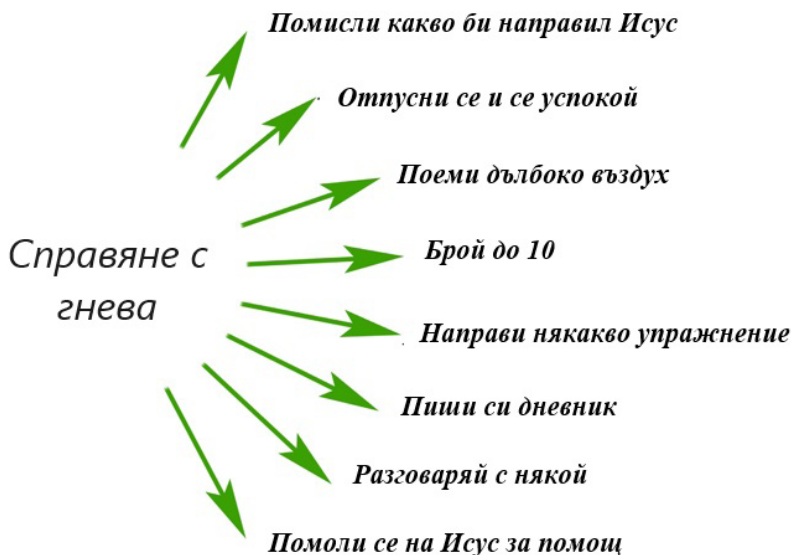 Помисли какво би направил Исус
Отпусни се и се успокой
Поеми дълбоко въздух
Справяне с
гнева
Брой до 10
Направи някакво упражнение
Пиши си дневник
Разговаряй с някой
Помоли се на Исус за помощ